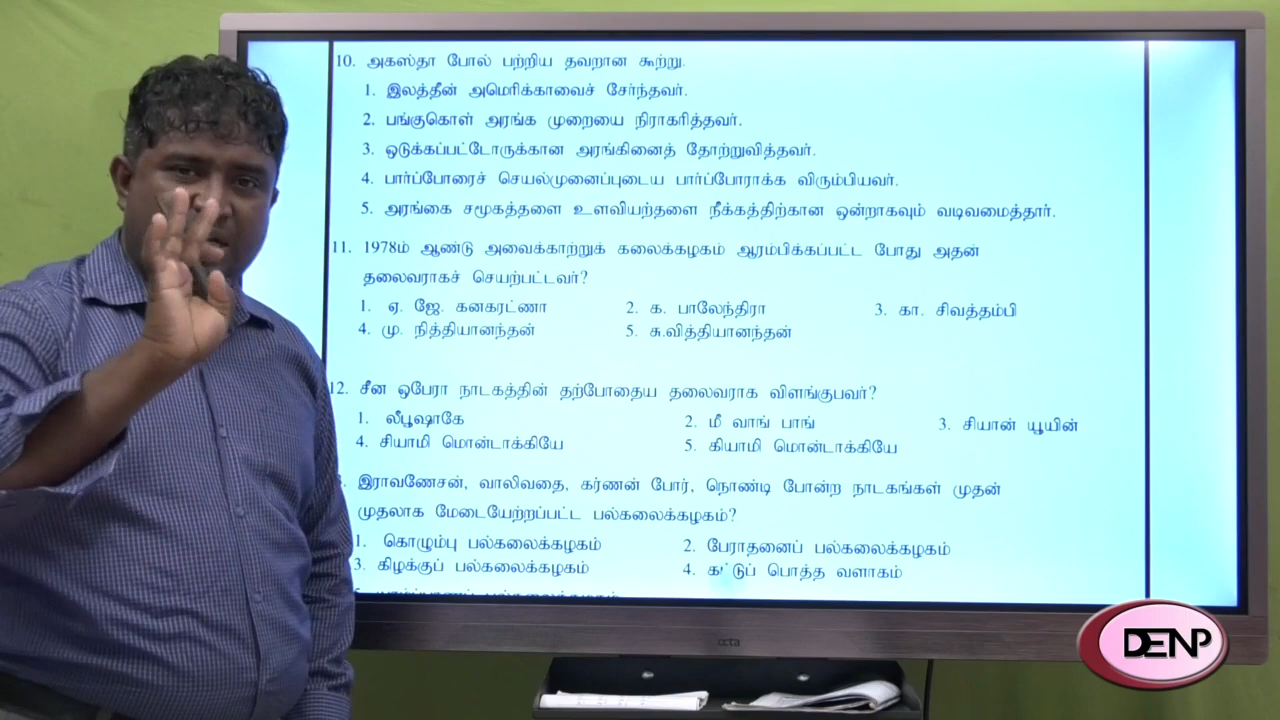 10. அகஸ்தா போல் பற்றிய தவறான கூற்று.
1. இலத்தீன் அமெரிக்காவைச் சேர்ந்தவர்.
2. பங்குகொள் அரங்க முறையை நிராகரித்தவர்.
3. ஒடுக்கப்பட்டோருக்கான அரங்கினைத் தோற்றுவித்தவர்.
4. பார்ப்போரைச் செயல்முனைப்புடைய பார்ப்போராக்க விரும்பியவர்.
5. அரங்கை சமூகத்தளை உளவியற்தளை நீக்கத்திற்கான ஒன்றாகவும் வடிவமைத்தார்.
11. 1978ம் ஆண்டு அவைக்காற்றுக் கலைக்கழகம் ஆரம்பிக்கப்பட்ட போது அதன்
தலைவராகச் செயற்பட்டவர்?
1. ஏ. ஜே. கனகரட்ணா 2. க. பாலேந்திரா 3. கா. சிவத்தம்பி
4. மு. நித்தியானந்தன் 5. சு.வித்தியானந்தன்
12. சீன ஒபேரா நாடகத்தின் தற்போதைய தலைவராக விளங்குபவர்?
1. லீபூஷாகே 2. மீ வாங் பாங் 3. சியான் யூயின்
4. சியாமி மொன்டாக்கியே 5. கியாமி மொன்டாக்கியே
இராவணேசன், வாலிவதை, கர்ணன் போர், நொண்டி போன்ற நாடகங்கள் முதன்
முதலாக மேடையேற்றப்பட்ட பல்கலைக்கழகம்?
1. கொழும்பு பல்கலைக்கழகம் 2. பேராதனைப் பல்கலைக்கழகம்
3. கிழக்குப் பல்கலைக்கழகம் 4. கட்டுப் பொத்த வளாகம்
DENP